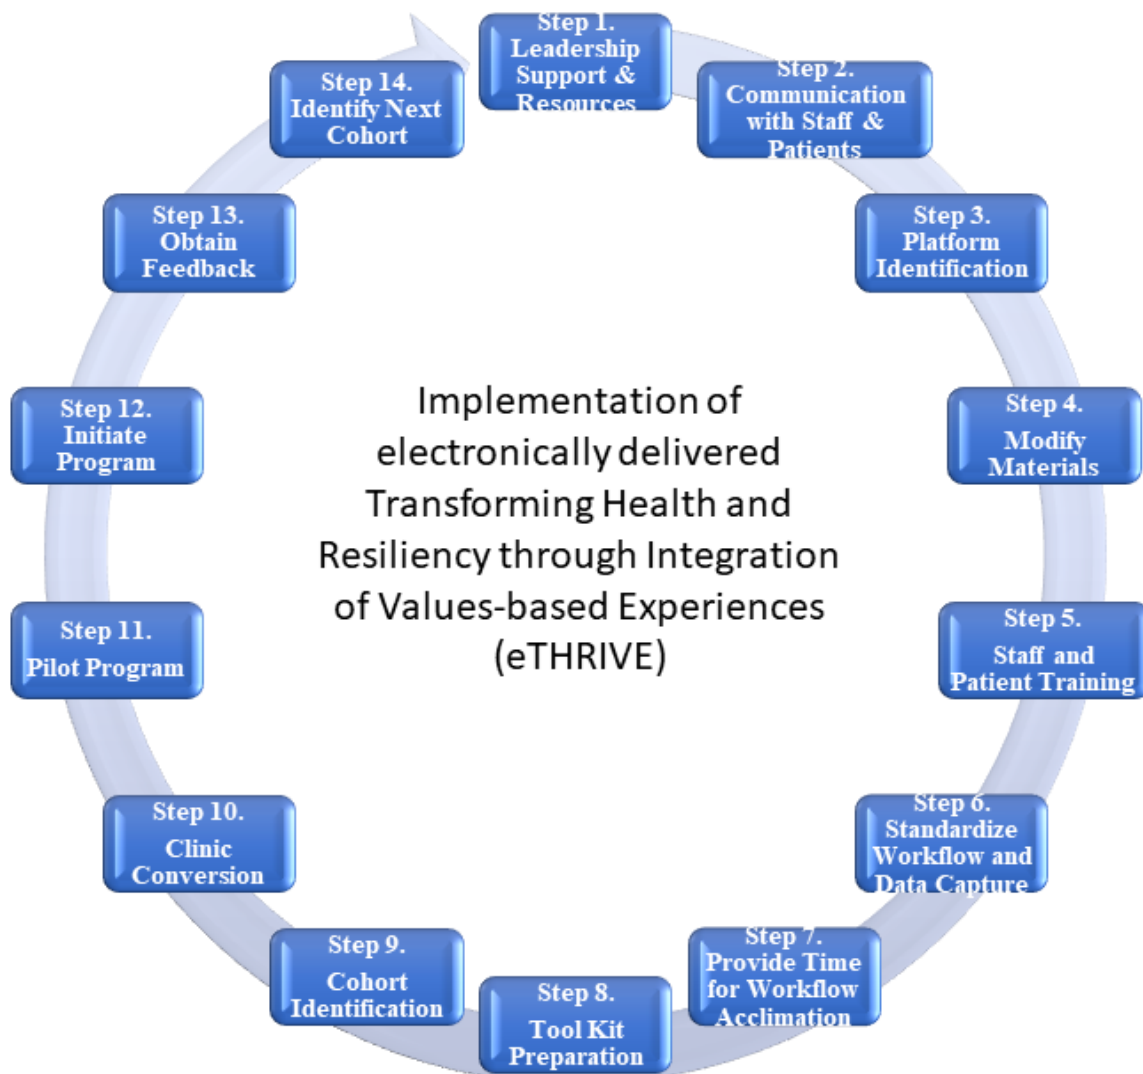 Step 1.
Leadership
Support &
Resources
Step 2.
Communication
with Staff &
Patients
Step 3.
Platform
Identification
Step 4.
Modify
Materials
Step 5.
Staff and
Patient Training
Step 6.
Standardize
Workflow and
Data Capture
Step 7.
Provide Time
for Workflow
Acclimation
Step 8.
Tool Kit
Preparation
Step 9.
Cohort
Identification
Step 10.
Clinic
Conversion
Step 11.
Pilot Program
Step 12.
Initiate
Program
Step 13.
Obtain
Feedback
Step 14.
Identify Next
Cohort
Implementation of
electronically delivered
Transforming Health and
Resiliency through Integration
of Values-based Experiences
(eTHRIVE)